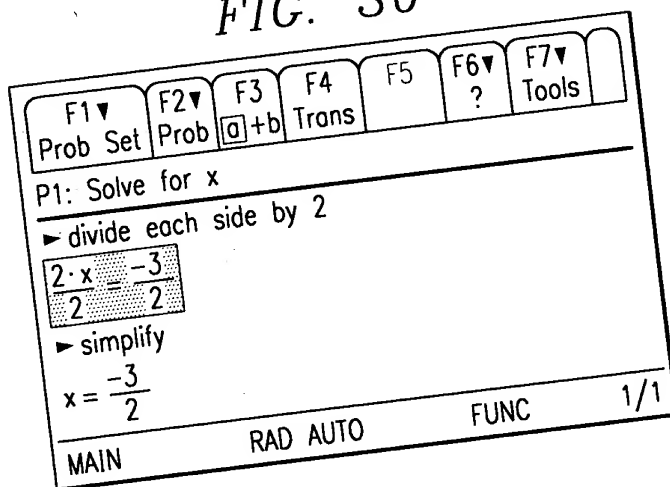 FIG. 30
F1▼ F2▼ F3 F4 F5 F6▼ F7▼
Prob Set Prob a+b Trans ? Tools
P1: Solve for x
► divide each side by 2
2·x/2 = -3/2
► simplify
x = -3/2
MAIN RAD AUTO FUNC 1/1